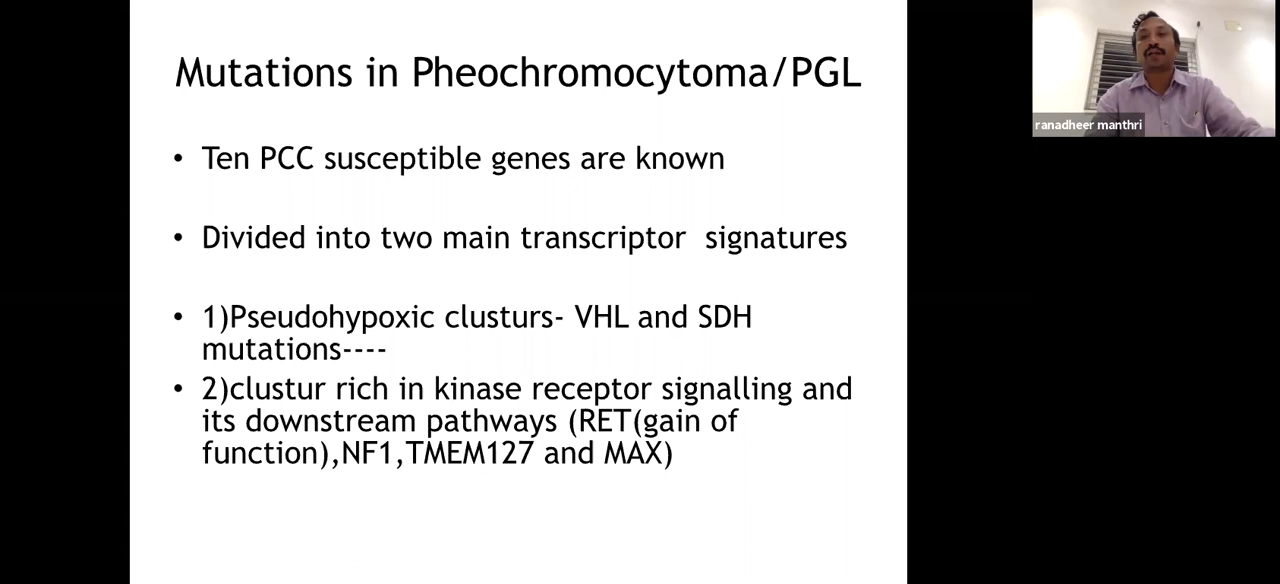 Mutations in Pheochromocytoma/PGL
• Ten PCC susceptible genes are known
• Divided into two main transcriptor  signatures
• 1)Pseudohypoxic clusturs- VHL and SDH
mutations----
• 2)clustur rich in kinase receptor signalling and
its downstream pathways (RET(gain of
function),NF1,TMEM127 and MAX)
ranadheer manthri